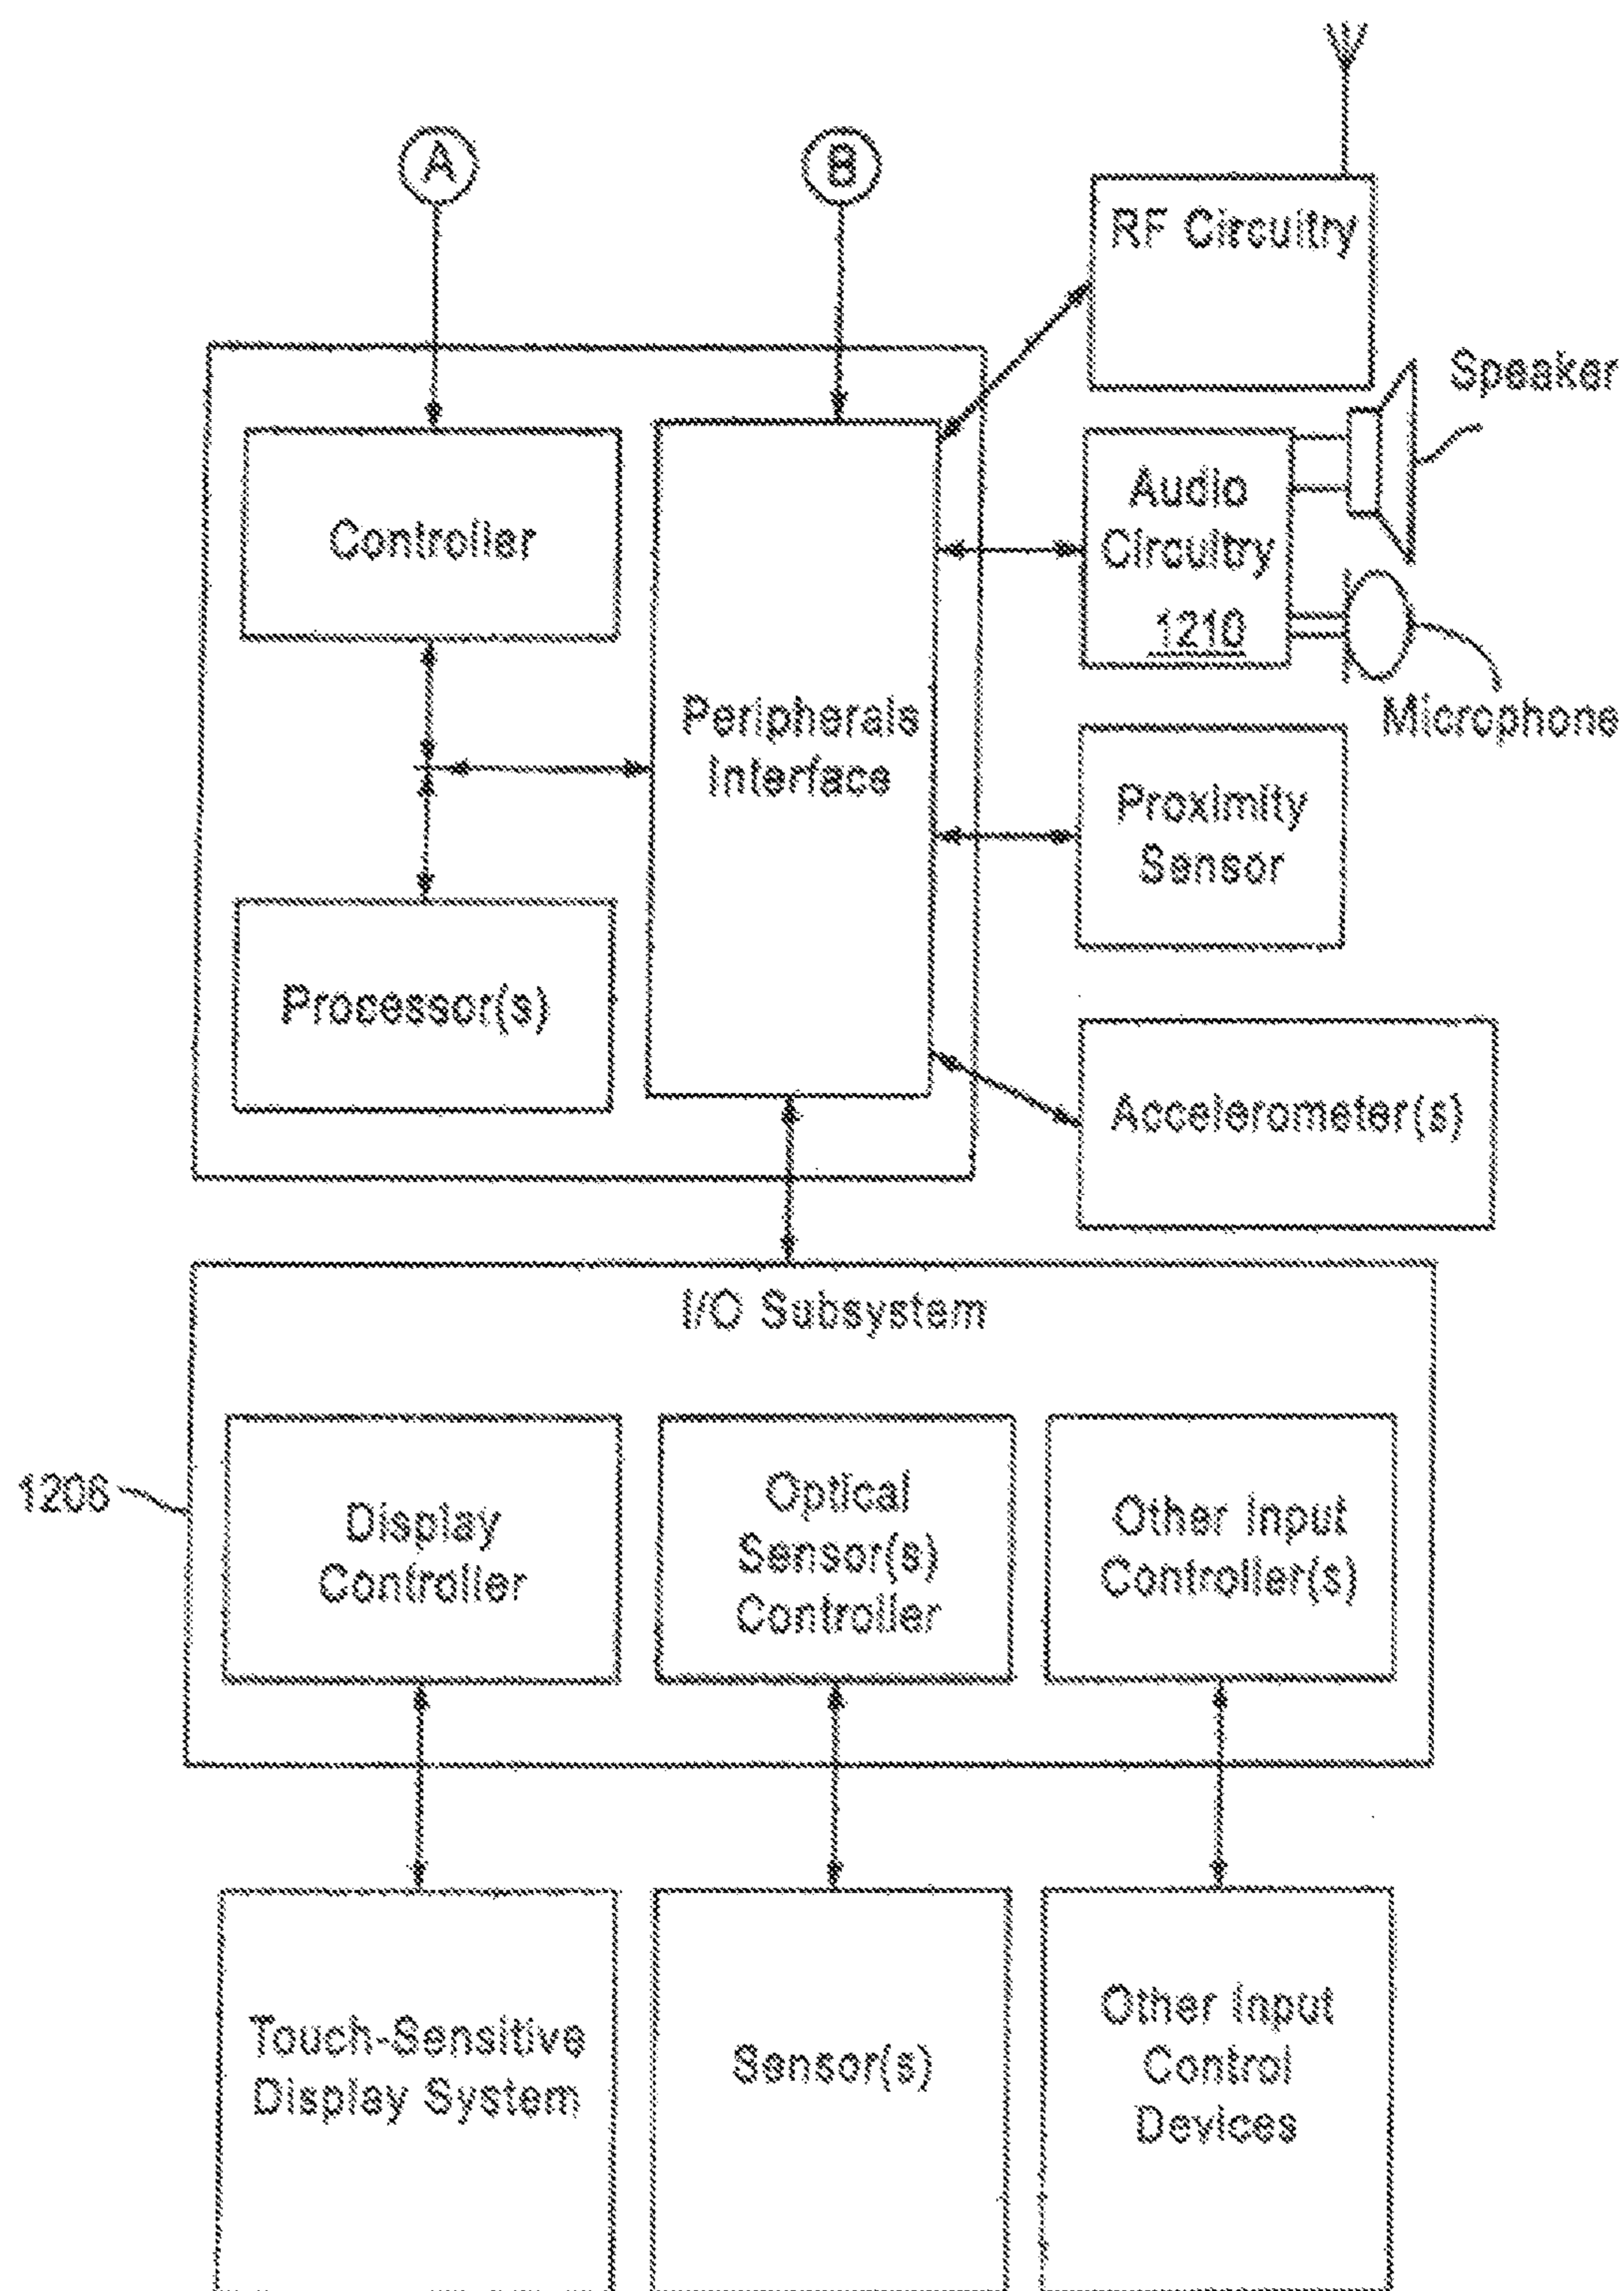 A
B
RF Circuitry
Speaker
Controller
Audio
Circuitry
1210
Microphone
Peripherals
Interface
Proximity
Sensor
Processor(s)
Accelerometer(s)
I/O Subsystem
1206
Display
Controller
Optical
Sensor(s)
Controller
Other Input
Controller(s)
Touch-Sensitive
Display System
Sensor(s)
Other Input
Control
Devices